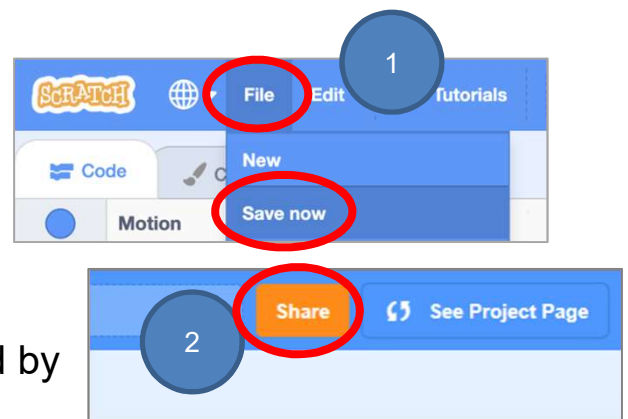 1
SCRATCH File Edit Tutorials
Code C New
Motion Save now
Share See Project Page
2
d by